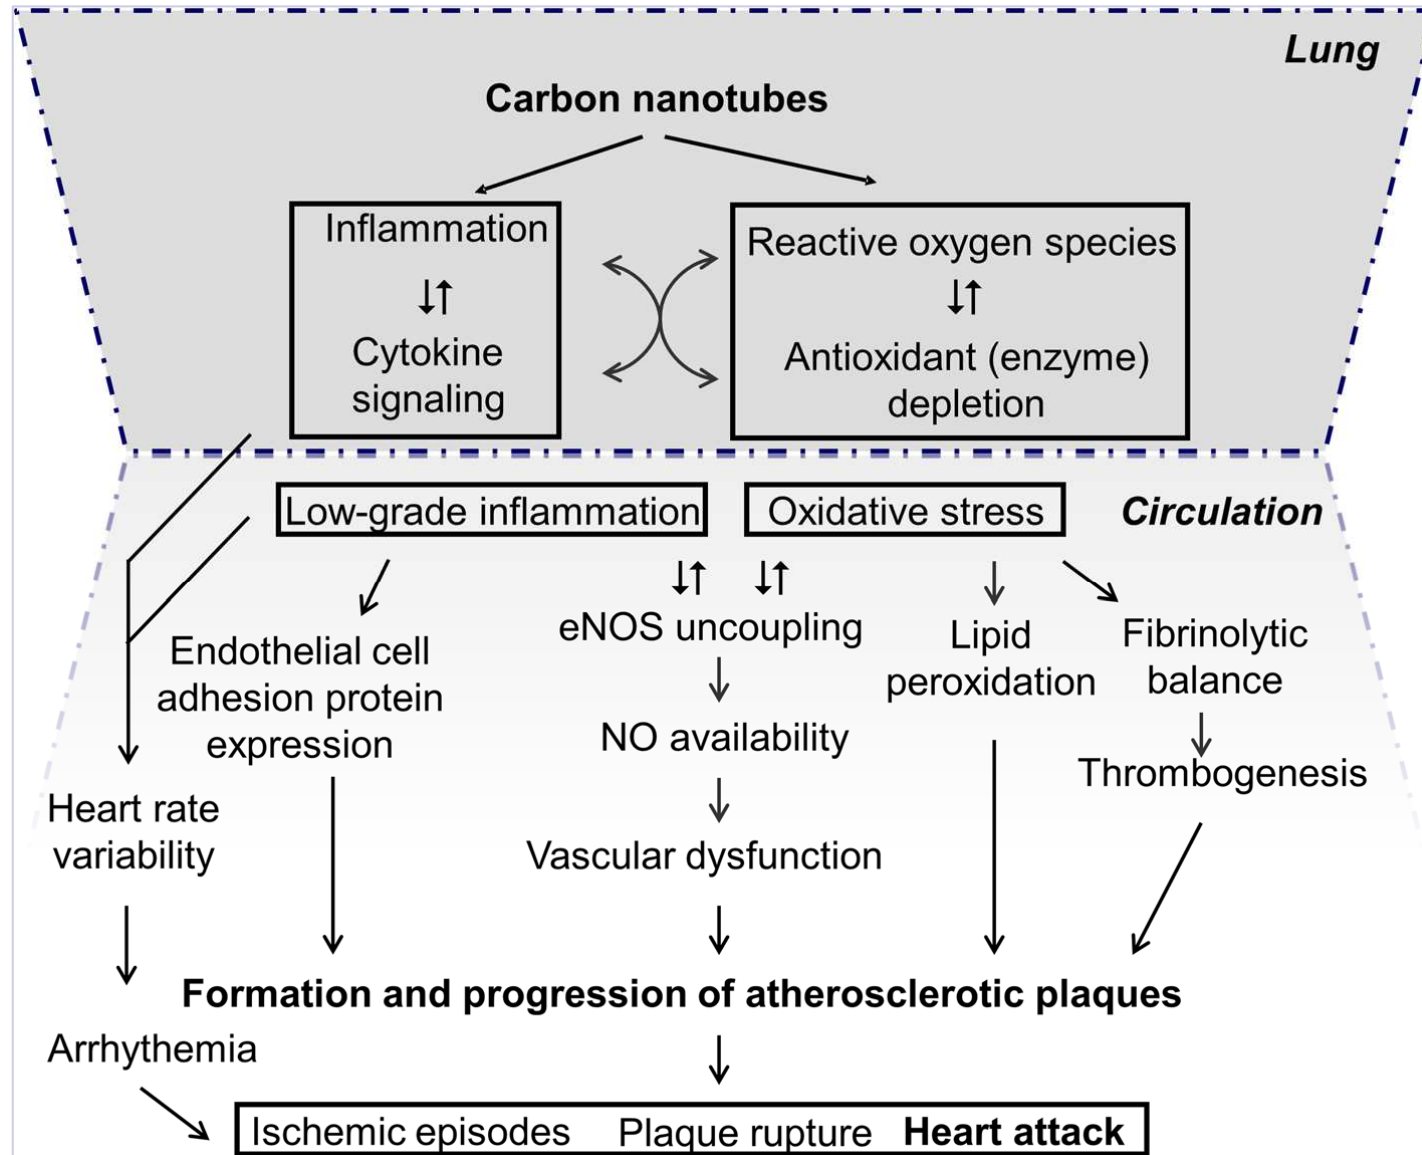 Lung
Carbon nanotubes
Inflammation
Cytokine
signaling
Reactive oxygen species
Antioxidant (enzyme)
depletion
Low-grade inflammation
Oxidative stress
Circulation
Endothelial cell
adhesion protein
expression
eNOS uncoupling
NO availability
Vascular dysfunction
Lipid
peroxidation
Fibrinolytic
balance
Thrombogenesis
Heart rate
variability
Formation and progression of atherosclerotic plaques
Arrhythemia
Ischemic episodes
Plaque rupture
Heart attack